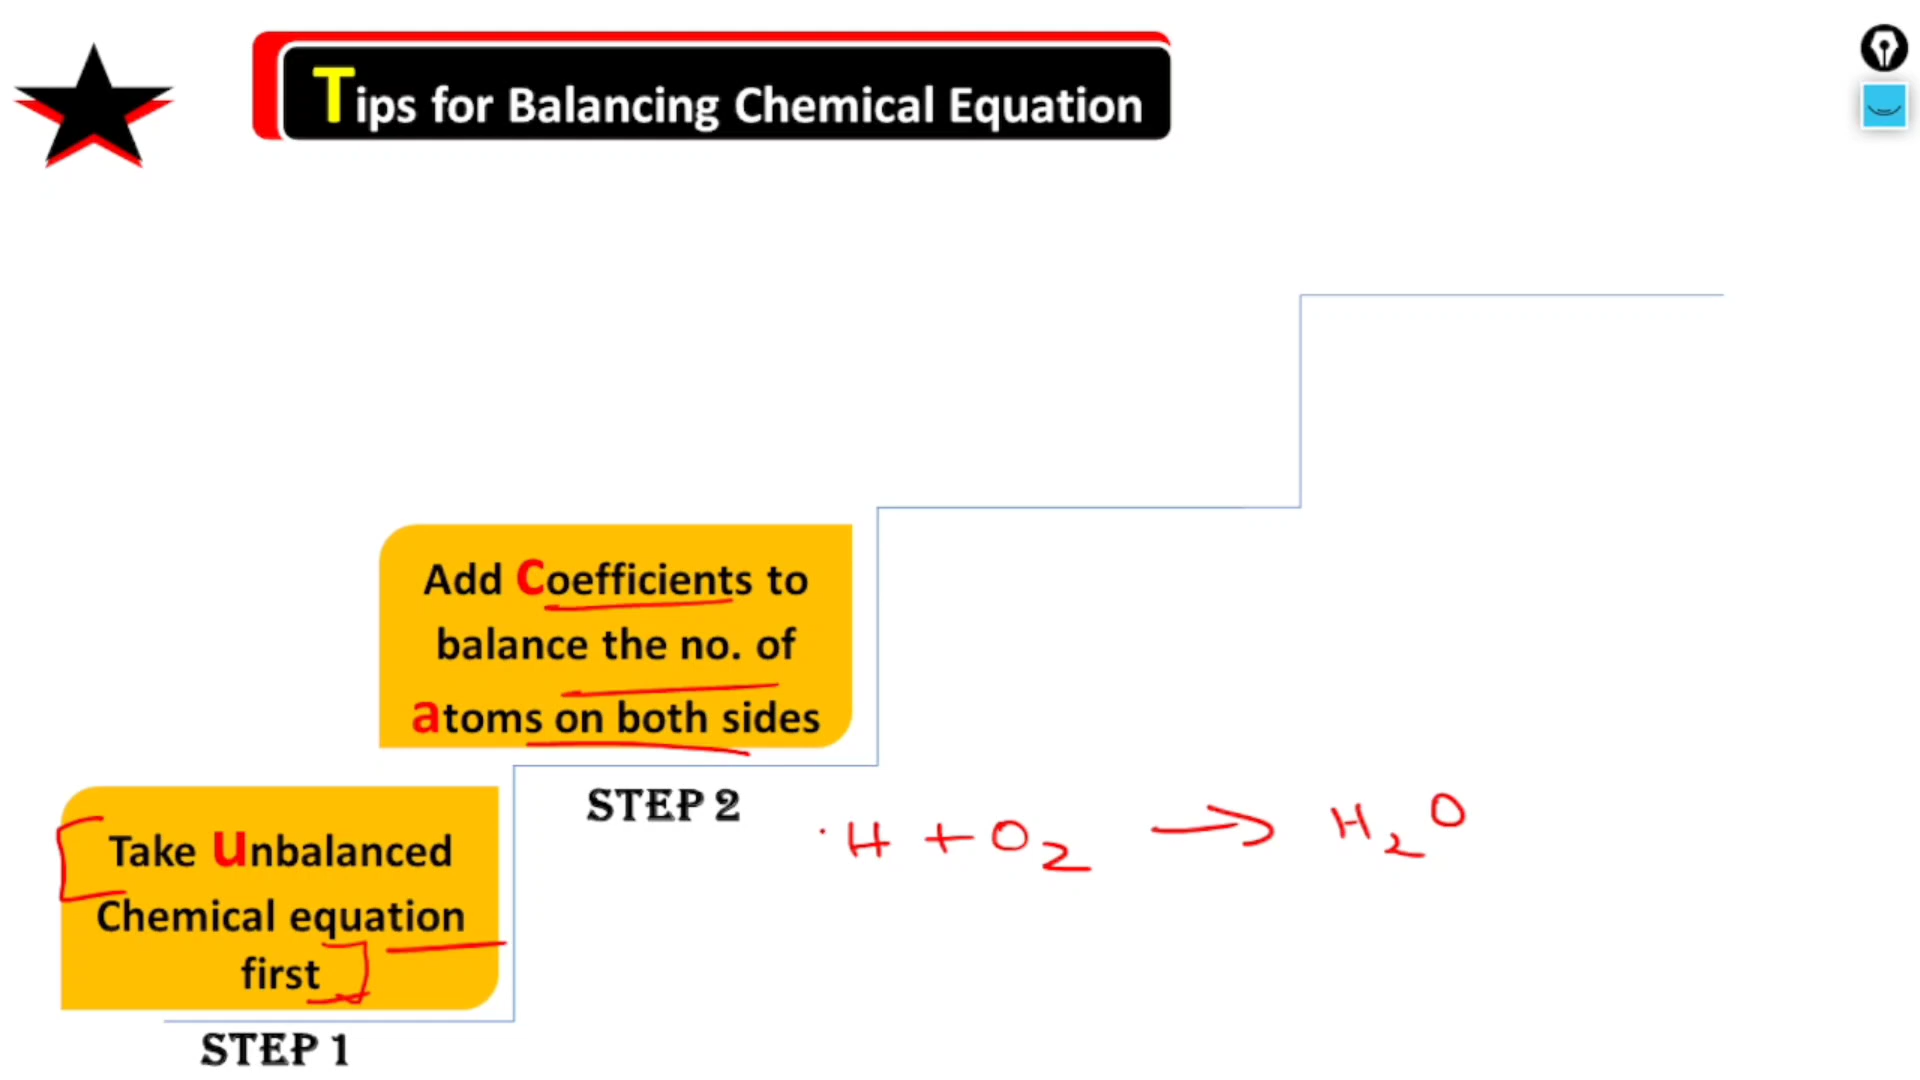 Tips for Balancing Chemical Equation
Add Coefficients to
balance the no. of
atoms on both sides
STEP 2
H + O2 → H2O
Take Unbalanced
Chemical equation
first
STEP 1